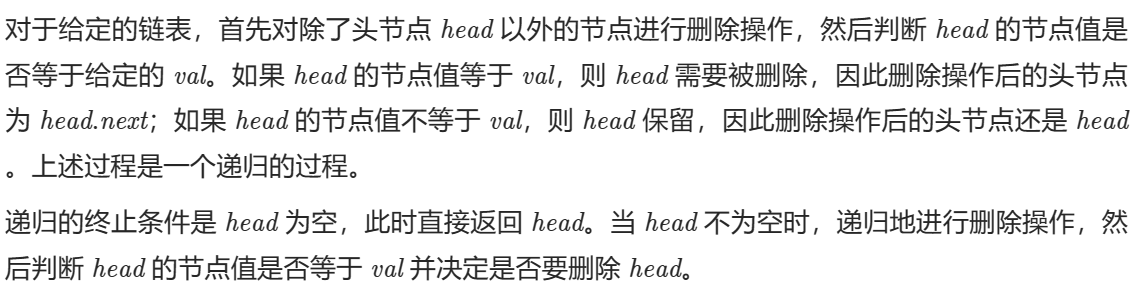 对于给定的链表，首先对除了头节点 head 以外的节点进行删除操作，然后判断 head 的节点值是
否等于给定的 val。如果 head 的节点值等于 val，则 head 需要被删除，因此删除操作后的头节点
为 head.next；如果 head 的节点值不等于 val，则 head 保留，因此删除操作后的头节点还是 head
。上述过程是一个递归的过程。
递归的终止条件是 head 为空，此时直接返回 head。当 head 不为空时，递归地进行删除操作，然
后判断 head 的节点值是否等于 val 并决定是否要删除 head。